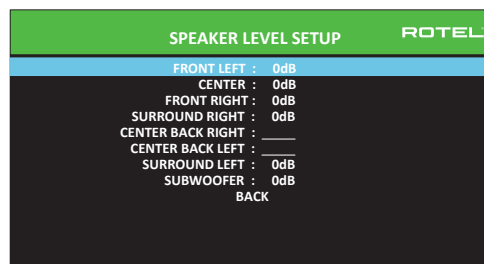 SPEAKER LEVEL SETUP
ROTEL
FRONT LEFT : 0dB
CENTER : 0dB
FRONT RIGHT : 0dB
SURROUND RIGHT : 0dB
CENTER BACK RIGHT : _____
CENTER BACK LEFT : _____
SURROUND LEFT : 0dB
SUBWOOFER : 0dB
BACK